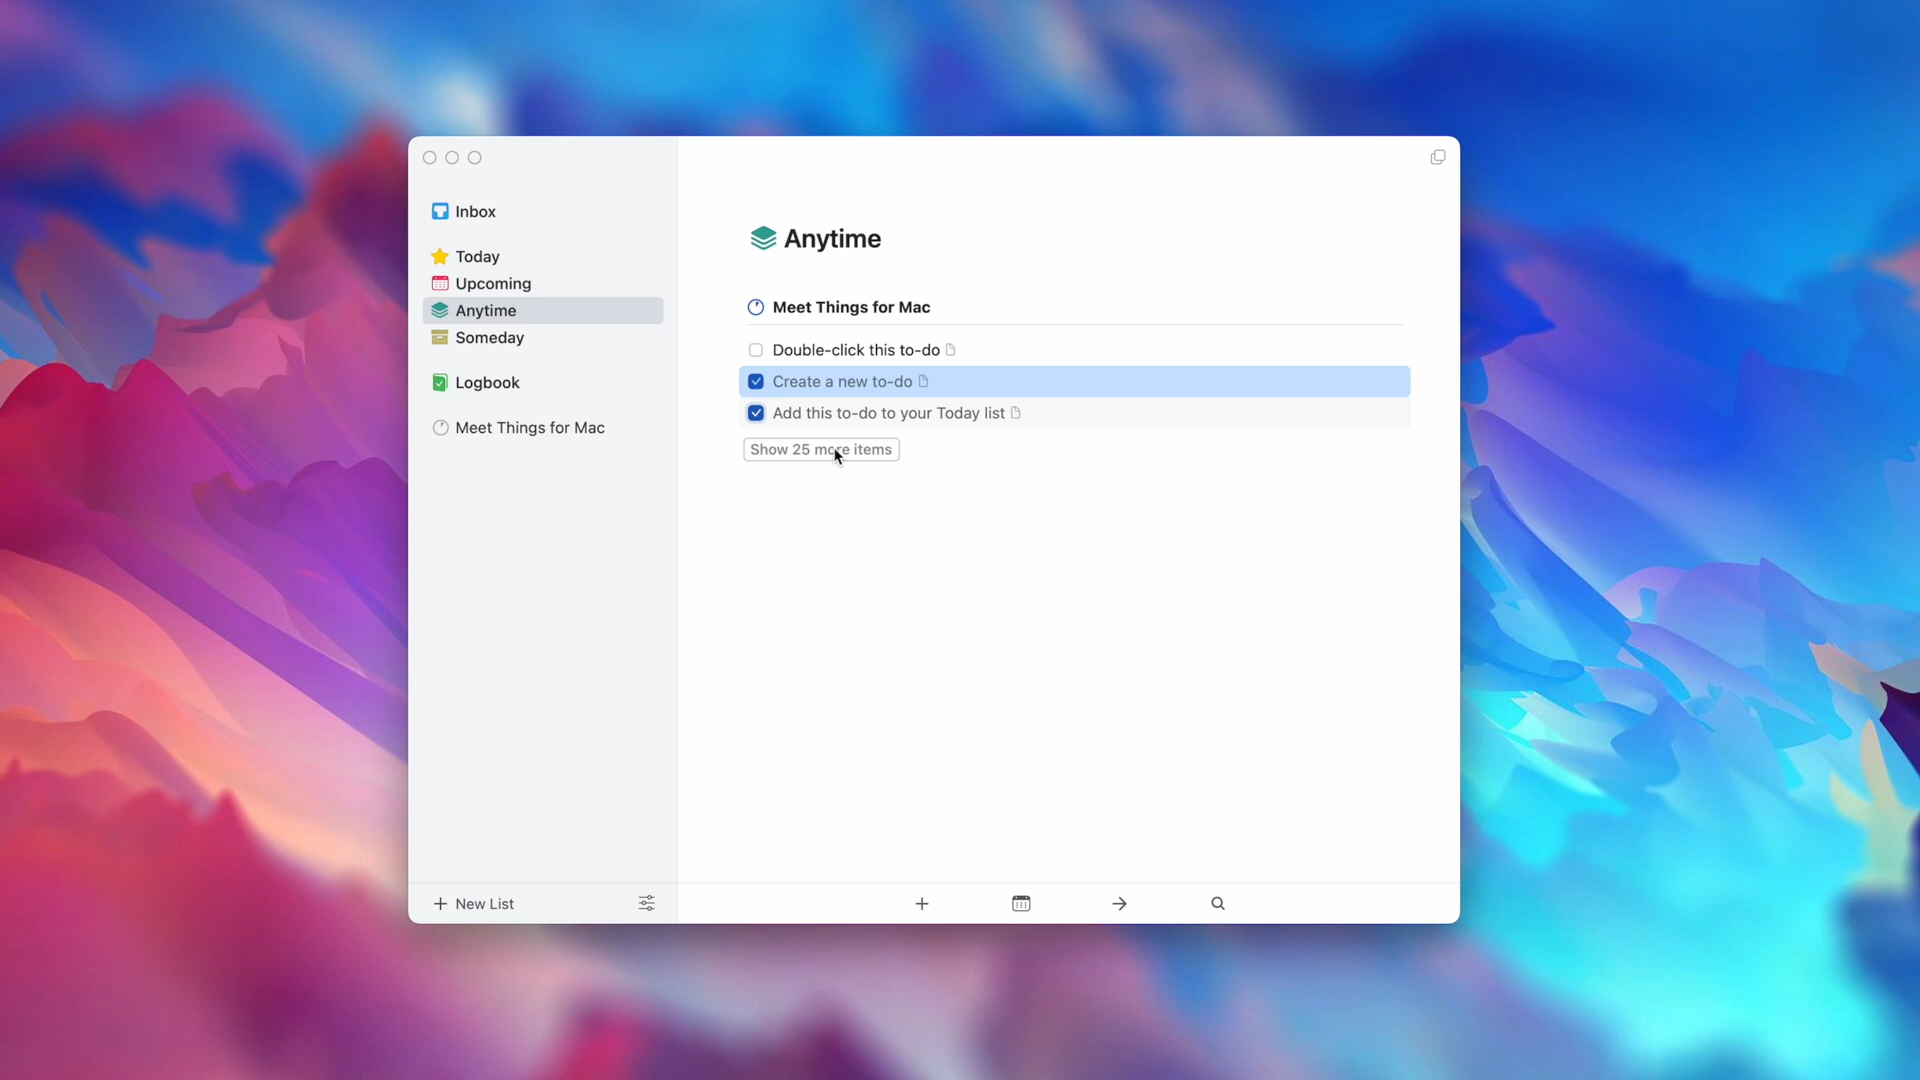 Inbox
Today
Upcoming
Anytime
Someday
Logbook
Meet Things for Mac
New List
Anytime
Meet Things for Mac
Double-click this to-do
Create a new to-do
Add this to-do to your Today list
Show 25 more items